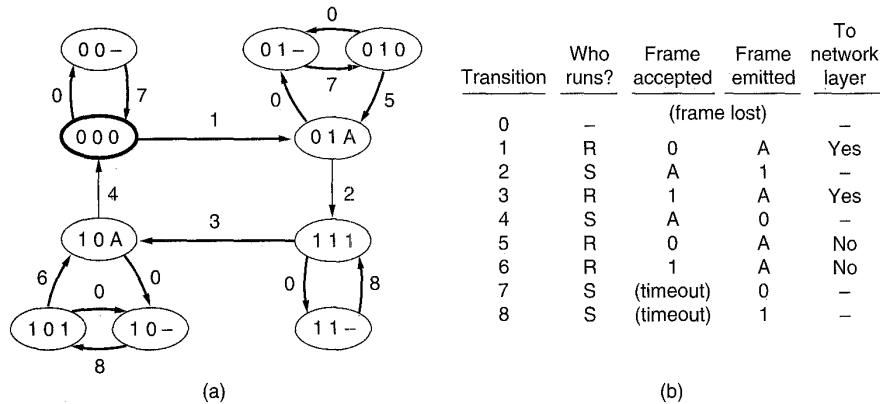 0 0 –
0
7
0 0 0
1
0
0 1 –
0 1 0
7
0
5
0 1 A
4
2
3
1 0 A
1 1 1
6
0
0
8
0
1 0 1
1 0 –
1 1 –
8
(a)
Transition Who runs? Frame accepted Frame emitted To network layer
0 – (frame lost) –
1 R 0 A Yes
2 S A 1 –
3 R 1 A Yes
4 S A 0 –
5 R 0 A No
6 R 1 A No
7 S (timeout) 0 –
8 S (timeout) 1 –
(b)